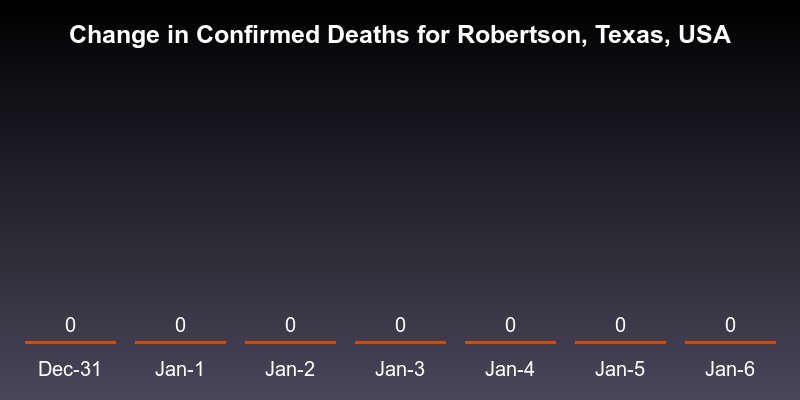 Change in Confirmed Deaths for Robertson, Texas, USA
0 0 0 0 0 0 0
Dec-31 Jan-1 Jan-2 Jan-3 Jan-4 Jan-5 Jan-6